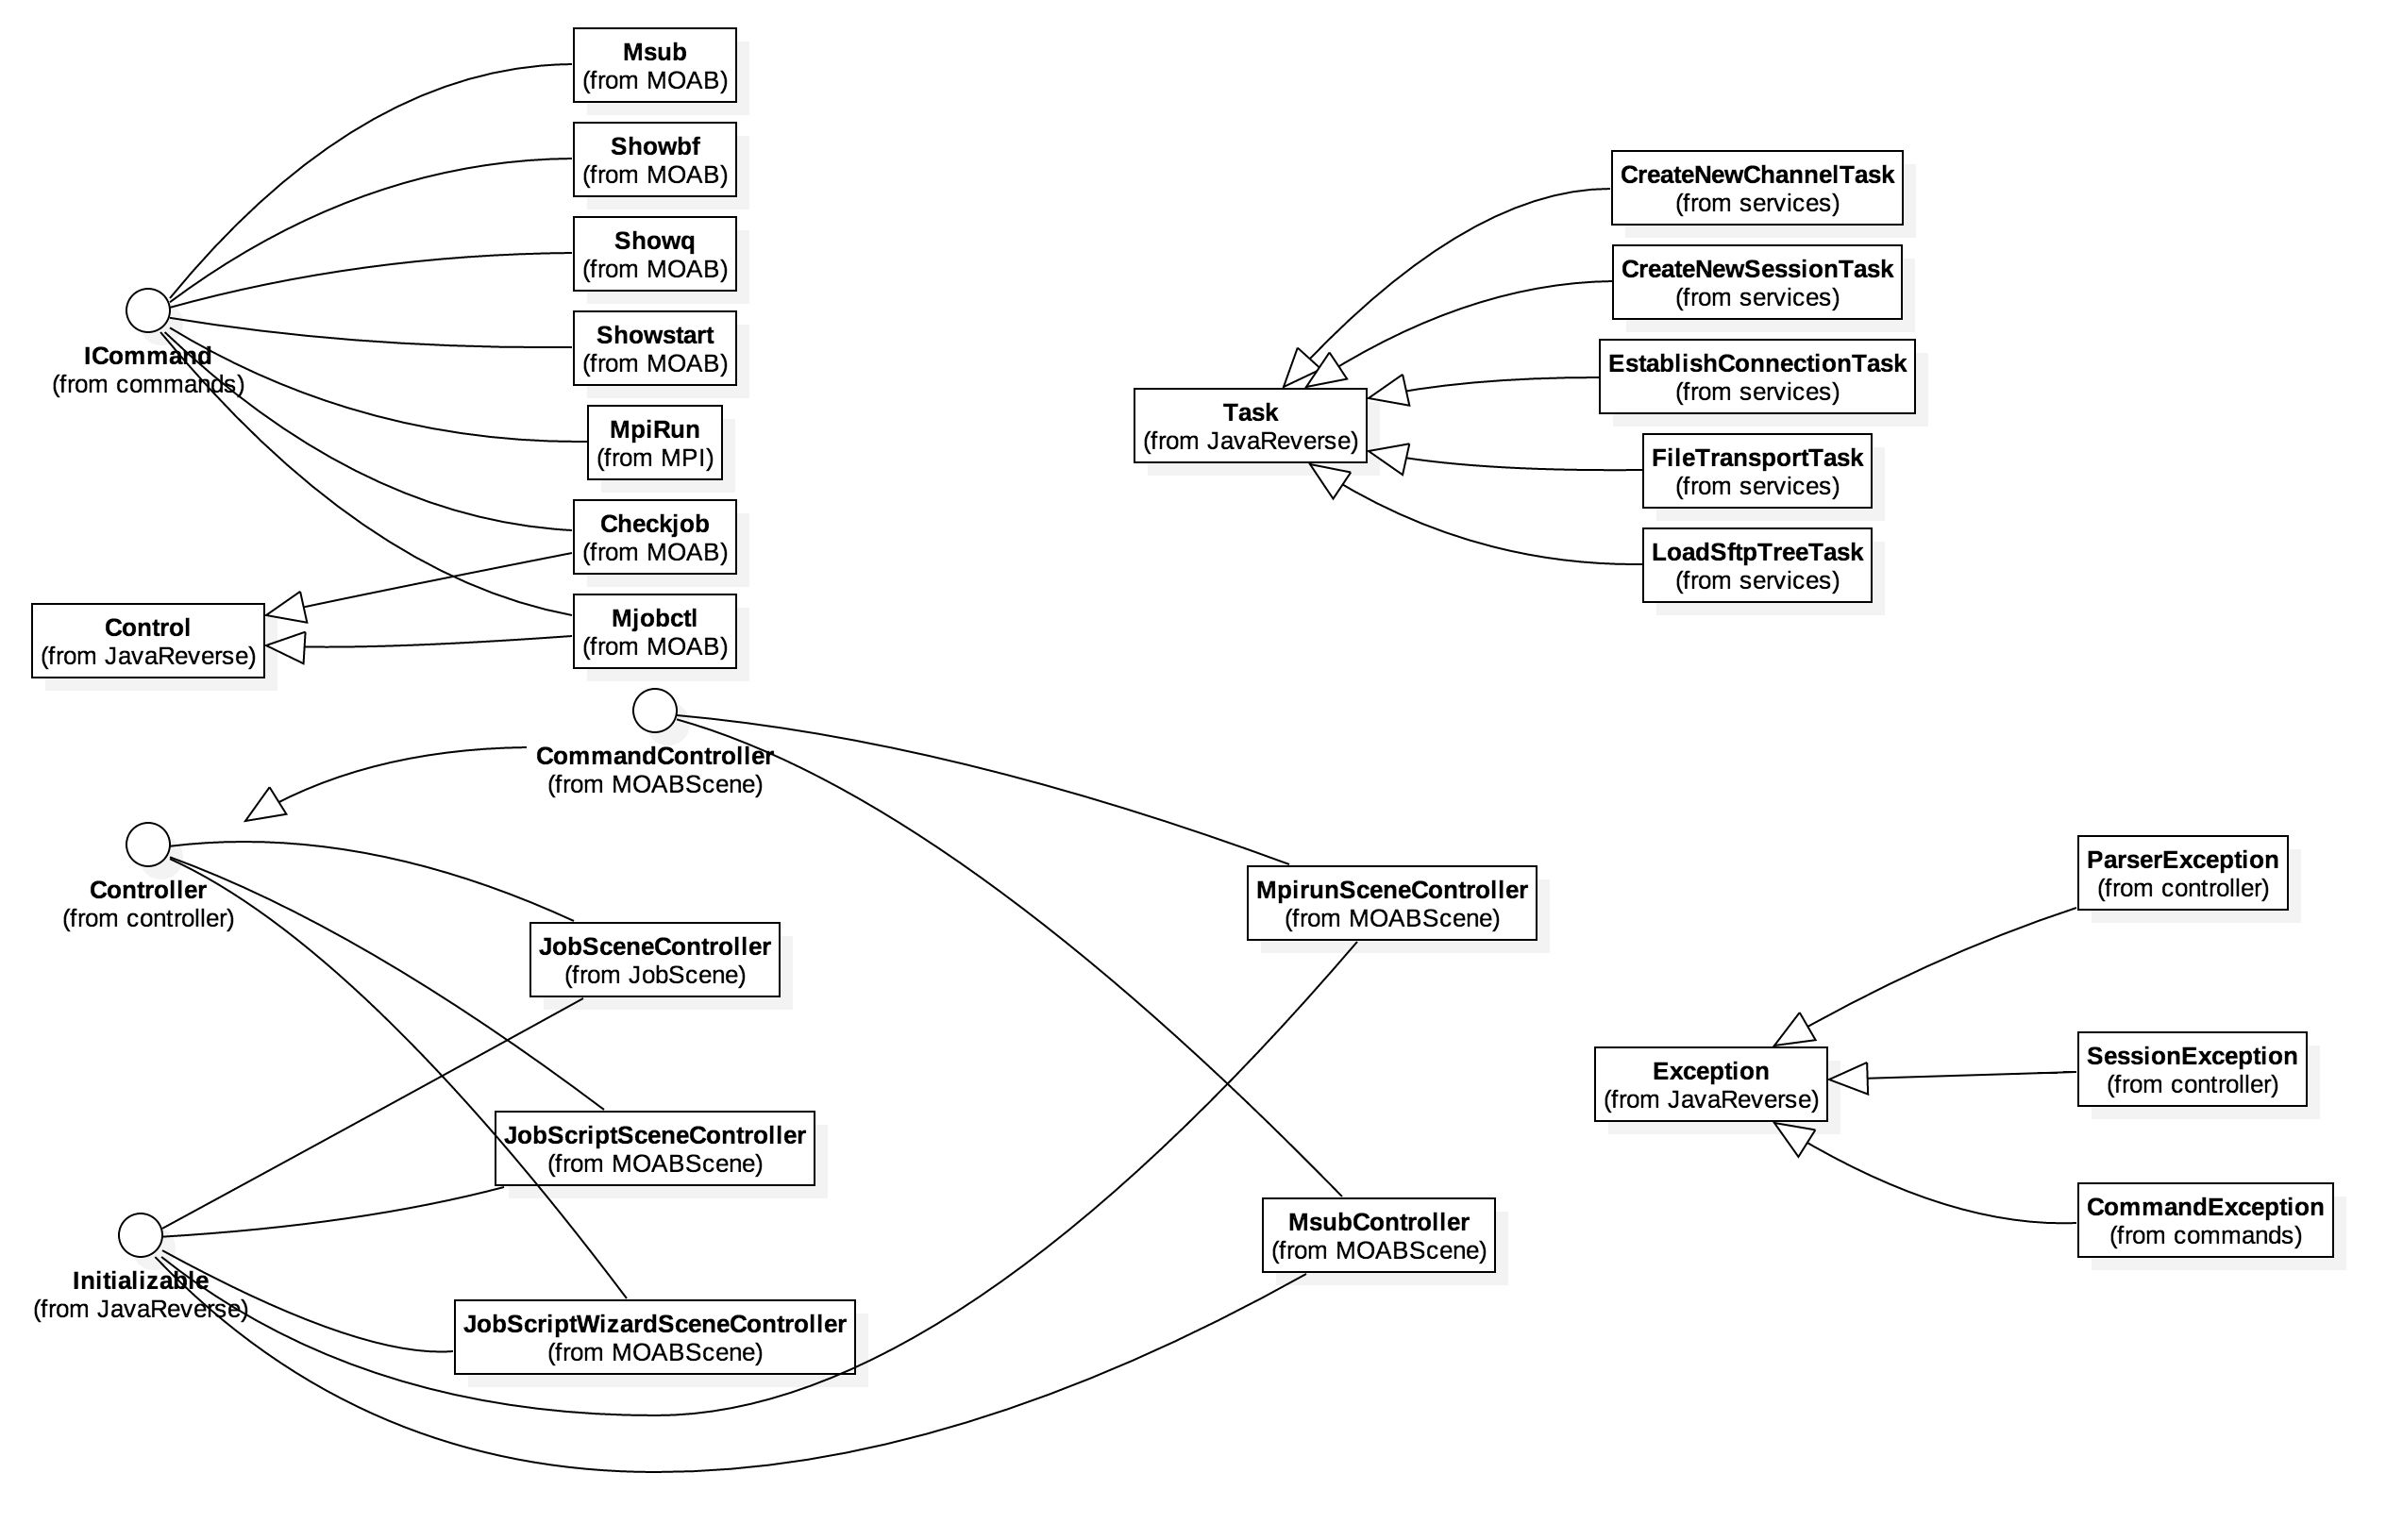 Msub
(from MOAB)
Showbf
(from MOAB)
Showq
(from MOAB)
Showstart
(from MOAB)
ICommand
(from commands)
MpiRun
(from MPI)
Checkjob
(from MOAB)
Mjobctl
(from MOAB)
Control
(from JavaReverse)
CreateNewChannelTask
(from services)
CreateNewSessionTask
(from services)
EstablishConnectionTask
(from services)
Task
(from JavaReverse)
FileTransportTask
(from services)
LoadSftpTreeTask
(from services)
CommandController
(from MOABScene)
Controller
(from controller)
JobSceneController
(from JobScene)
MpirunSceneController
(from MOABScene)
JobScriptSceneController
(from MOABScene)
MsubController
(from MOABScene)
Initializable
(from JavaReverse)
JobScriptWizardSceneController
(from MOABScene)
ParserException
(from controller)
SessionException
(from controller)
Exception
(from JavaReverse)
CommandException
(from commands)